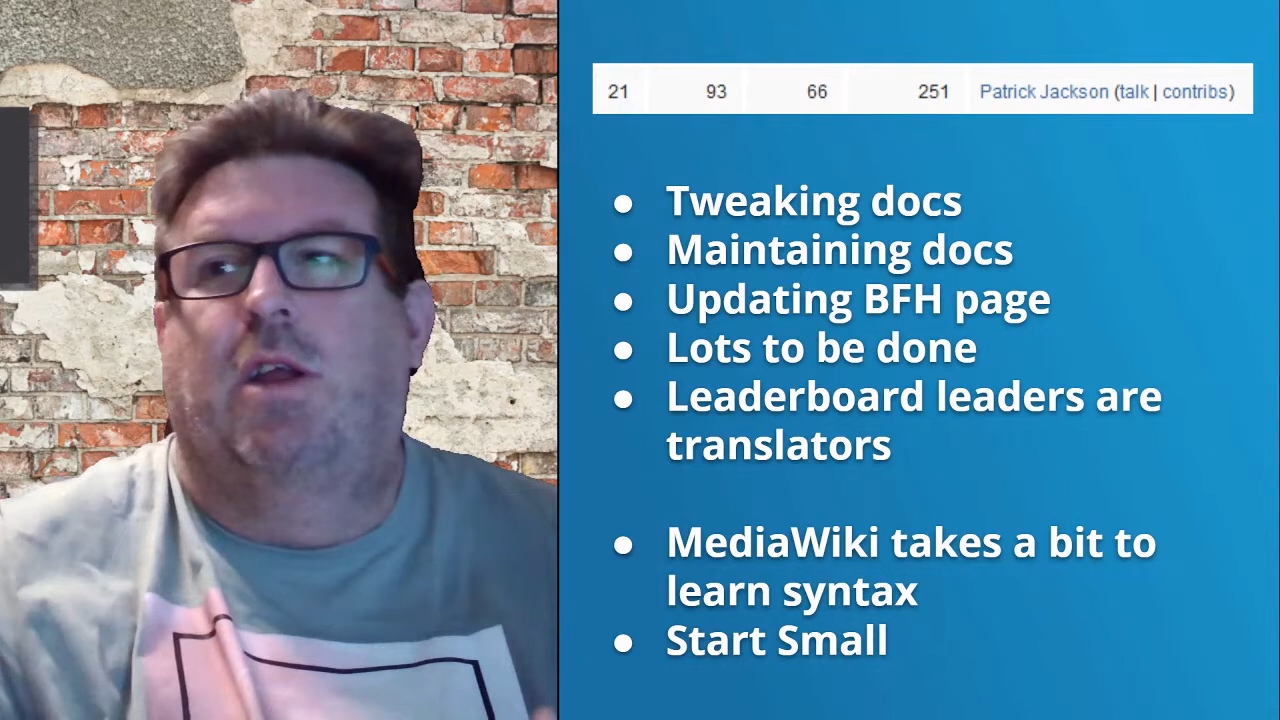 21 93 66 251 Patrick Jackson (talk | contribs)
● Tweaking docs
● Maintaining docs
● Updating BFH page
● Lots to be done
● Leaderboard leaders are
translators
● MediaWiki takes a bit to
learn syntax
● Start Small